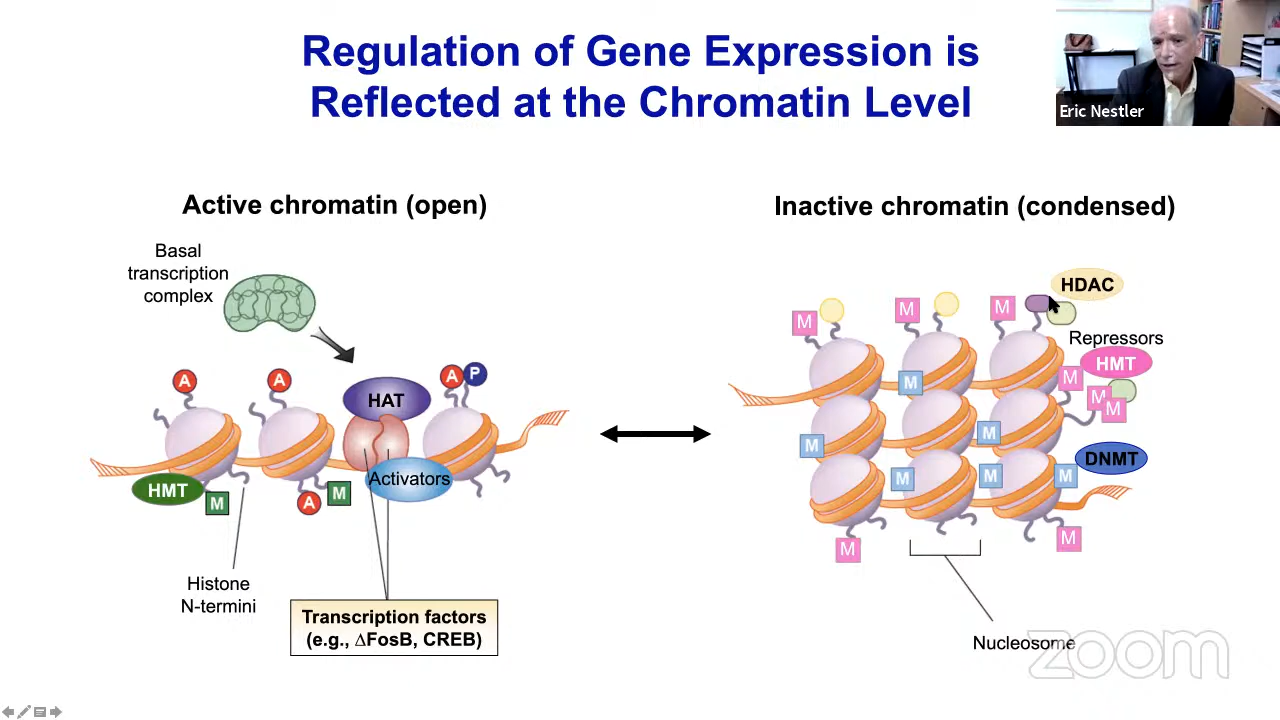 Regulation of Gene Expression is
Reflected at the Chromatin Level
Eric Nestler
Active chromatin (open)
Inactive chromatin (condensed)
Basal
transcription
complex
A
A
A
P
HAT
HMT
M
A
M
Activators
Histone
N-termini
Transcription factors
(e.g., ΔFosB, CREB)
HDAC
M
M
M
Repressors
HMT
M
M
M
M
M
M
DNMT
M
M
M
M
M
Nucleosome
zoom